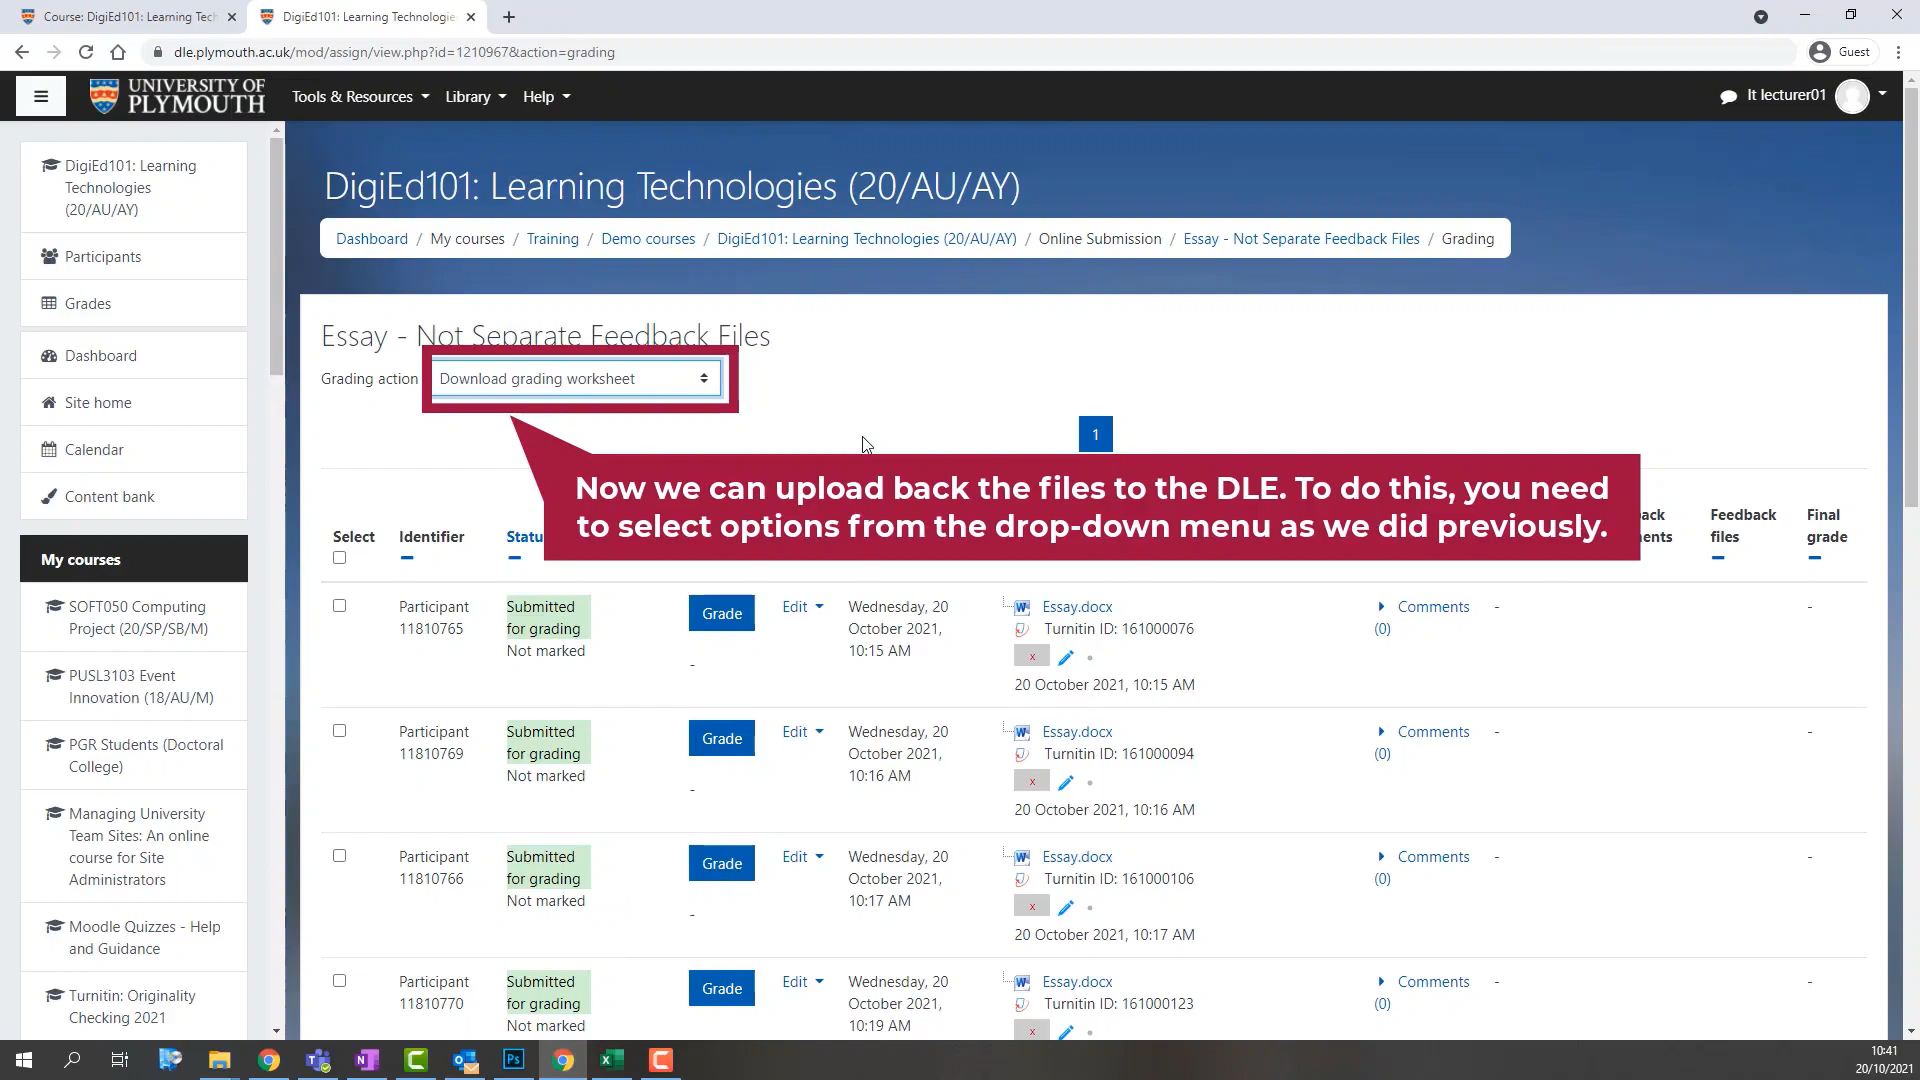 Course: DigiEd101: Learning Tech
DigiEd101: Learning Technologie
dle.plymouth.ac.uk/mod/assign/view.php?id=1210967&action=grading
Guest
UNIVERSITY OF
PLYMOUTH
Tools & Resources
Library
Help
lt lecturer01
DigiEd101: Learning
Technologies
(20/AU/AY)
Participants
Grades
Dashboard
Site home
Calendar
Content bank
My courses
SOFT050 Computing
Project (20/SP/SB/M)
PUSL3103 Event
Innovation (18/AU/M)
PGR Students (Doctoral
College)
Managing University
Team Sites: An online
course for Site
Administrators
Moodle Quizzes - Help
and Guidance
Turnitin: Originality
Checking 2021
DigiEd101: Learning Technologies (20/AU/AY)
Dashboard / My courses / Training / Demo courses / DigiEd101: Learning Technologies (20/AU/AY) / Online Submission / Essay - Not Separate Feedback Files / Grading
Essay - Not Separate Feedback Files
Grading action Download grading worksheet
1
Now we can upload back the files to the DLE. To do this, you need
to select options from the drop-down menu as we did previously.
Select
Identifier
Statu
ack
ents
Feedback
files
Final
grade
Participant
11810765
Submitted
for grading
Not marked
Grade
-
Edit
Wednesday, 20
October 2021,
10:15 AM
Essay.docx
Turnitin ID: 161000076
x
20 October 2021, 10:15 AM
Comments
(0)
-
-
Participant
11810769
Submitted
for grading
Not marked
Grade
-
Edit
Wednesday, 20
October 2021,
10:16 AM
Essay.docx
Turnitin ID: 161000094
x
20 October 2021, 10:16 AM
Comments
(0)
-
-
Participant
11810766
Submitted
for grading
Not marked
Grade
-
Edit
Wednesday, 20
October 2021,
10:17 AM
Essay.docx
Turnitin ID: 161000106
x
20 October 2021, 10:17 AM
Comments
(0)
-
-
Participant
11810770
Submitted
for grading
Not marked
Grade
Edit
Wednesday, 20
October 2021,
10:19 AM
Essay.docx
Turnitin ID: 161000123
x
Comments
(0)
-
-
10:41
20/10/2021